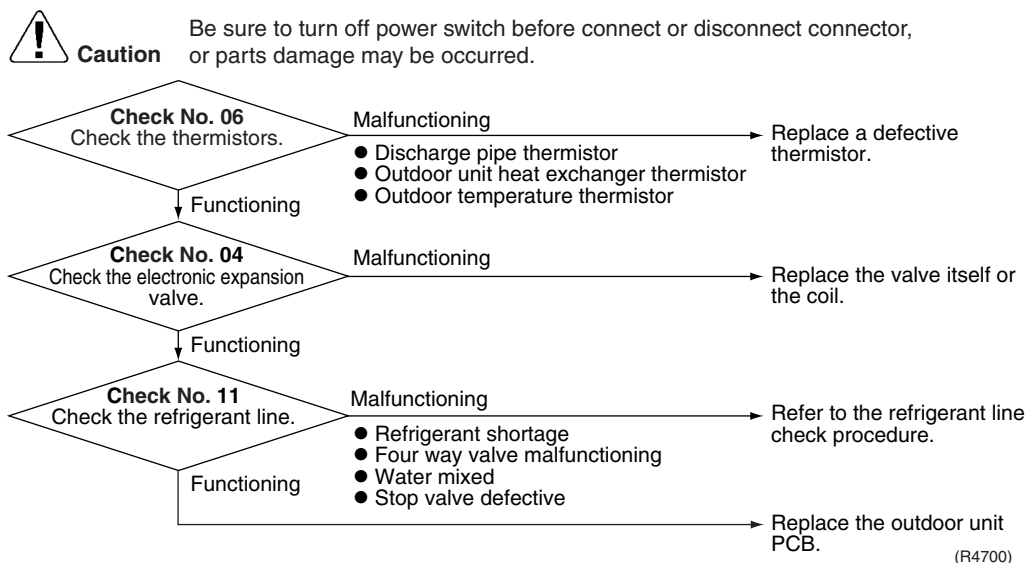 Be sure to turn off power switch before connect or disconnect connector,
Caution or parts damage may be occurred.
Check No. 06
Check the thermistors.
Malfunctioning
● Discharge pipe thermistor
● Outdoor unit heat exchanger thermistor
● Outdoor temperature thermistor
Replace a defective
thermistor.
Functioning
Check No. 04
Check the electronic expansion
valve.
Malfunctioning
Replace the valve itself or
the coil.
Functioning
Check No. 11
Check the refrigerant line.
Malfunctioning
● Refrigerant shortage
● Four way valve malfunctioning
● Water mixed
● Stop valve defective
Refer to the refrigerant line
check procedure.
Functioning
Replace the outdoor unit
PCB.
(R4700)